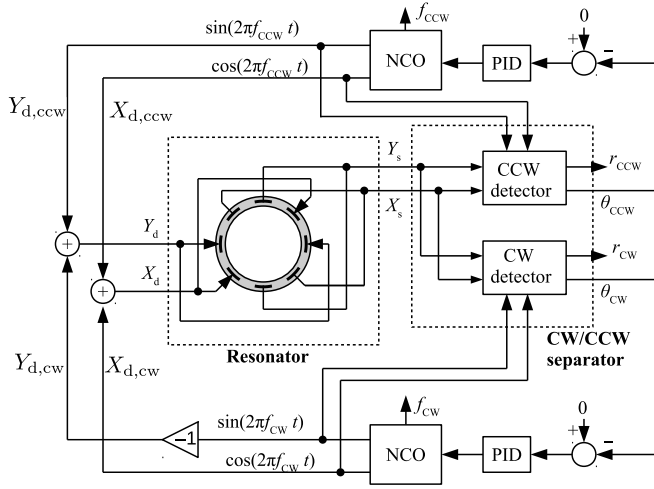 f_CCW
0
sin(2πf_CCW t)
+
−
NCO
PID
cos(2πf_CCW t)
Y_d,ccw
X_d,ccw
Y_s
CCW
detector
r_CCW
X_s
θ_CCW
+
Y_d
X_d
+
CW
detector
r_CW
θ_CW
Resonator
CW/CCW
separator
Y_d,cw
X_d,cw
f_CW
0
sin(2πf_CW t)
+
−
−1
NCO
PID
cos(2πf_CW t)